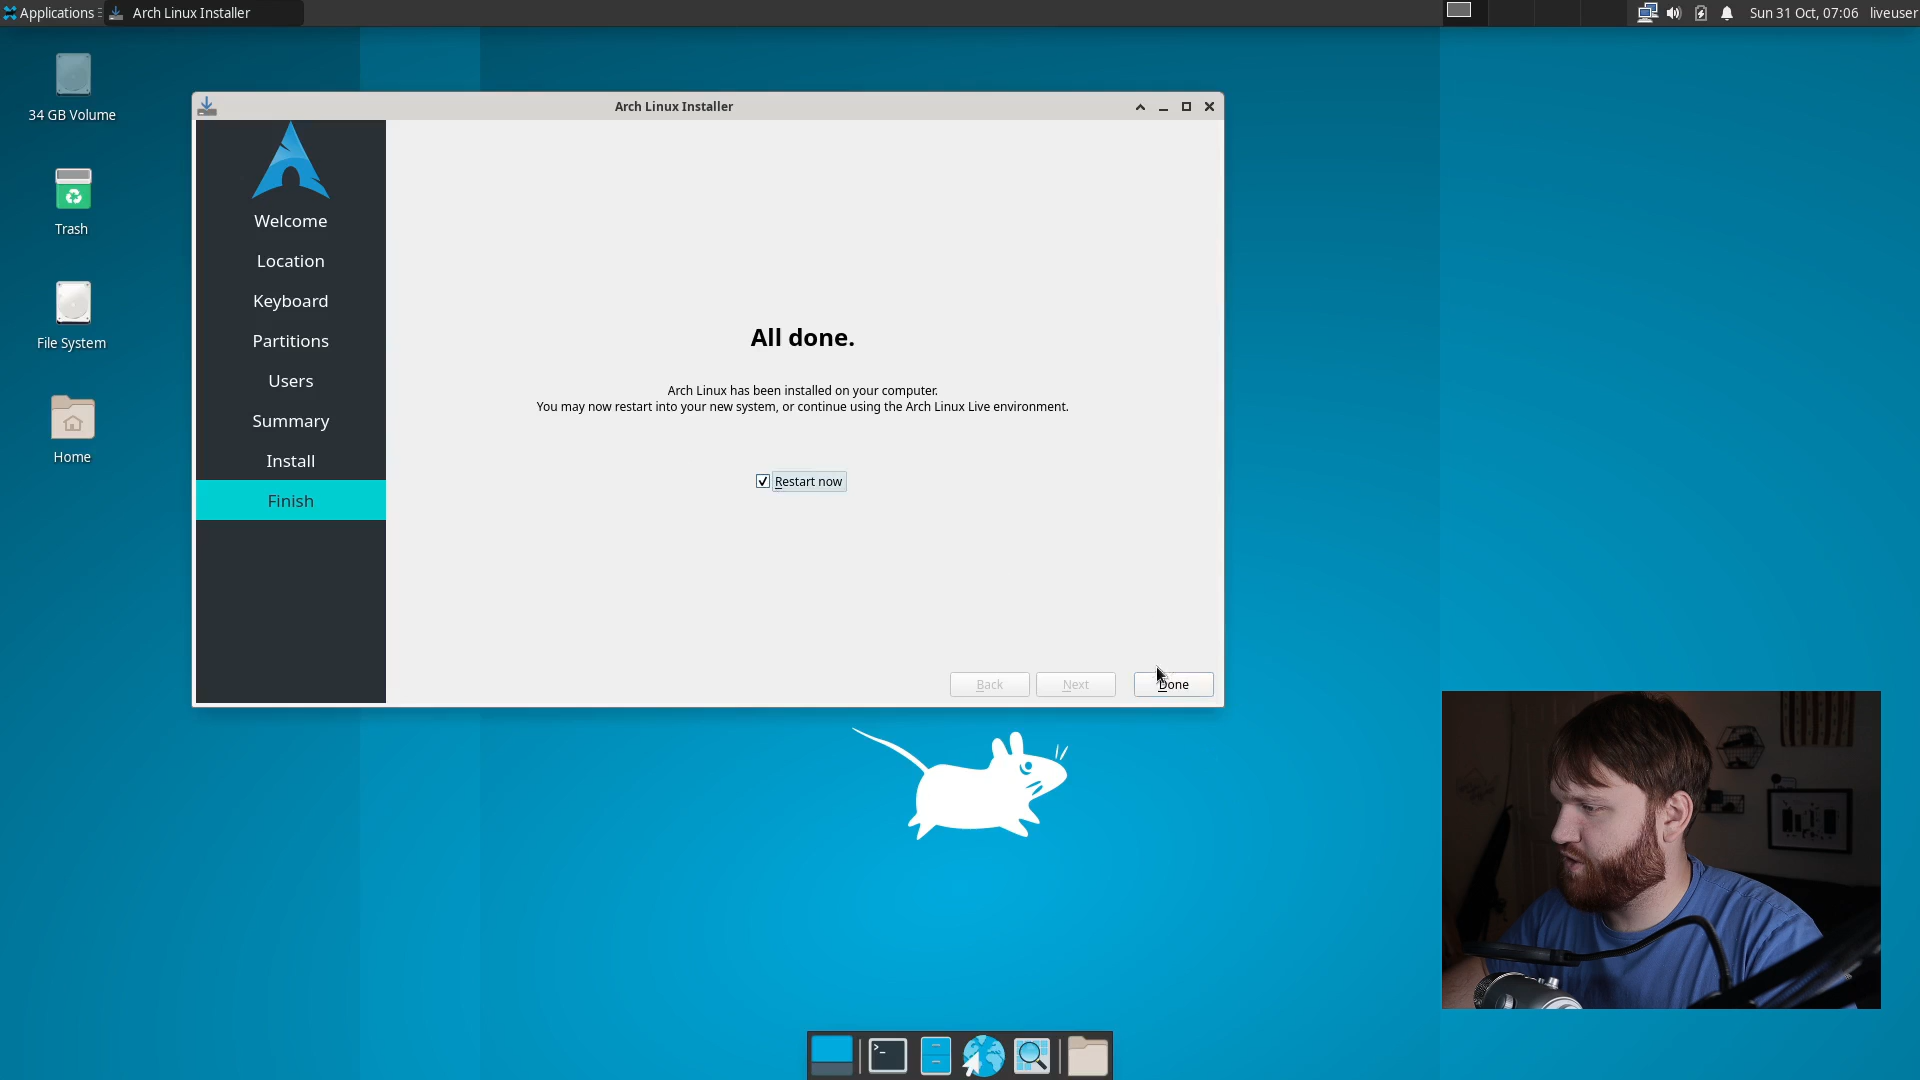 Applications
Arch Linux Installer
Sun 31 Oct, 07:06
liveuser
34 GB Volume
Trash
File System
Home
Arch Linux Installer
Welcome
Location
Keyboard
Partitions
Users
Summary
Install
Finish
All done.
Arch Linux has been installed on your computer.
You may now restart into your new system, or continue using the Arch Linux Live environment.
Restart now
Back
Next
Done